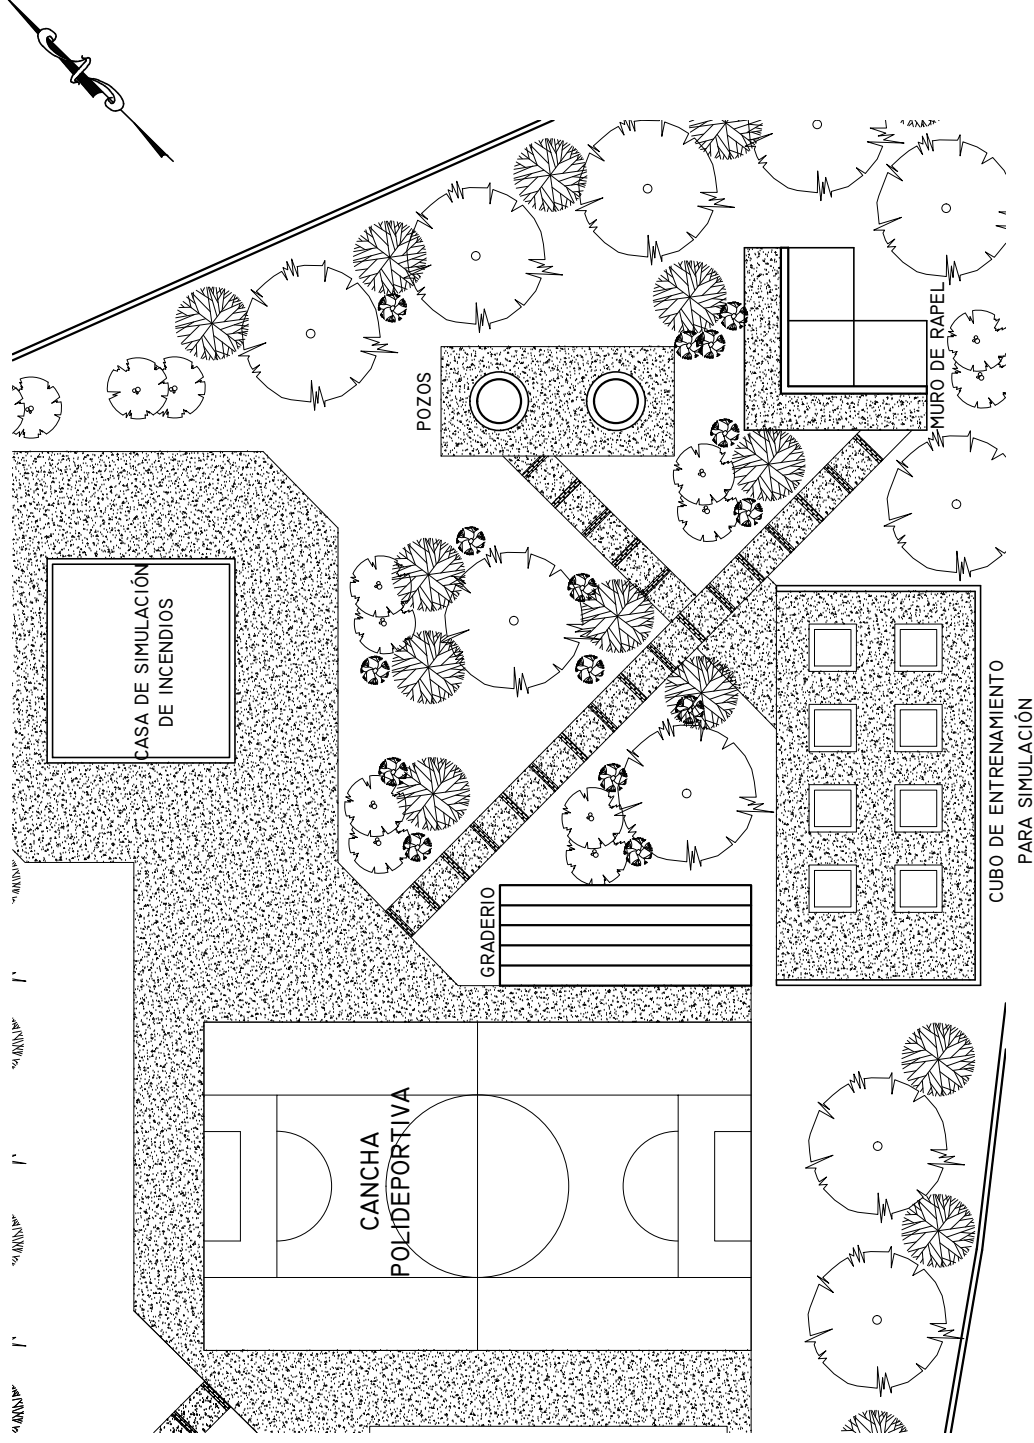 POZOS
MURO DE RAPEL
CASA DE SIMULACIÓN
DE INCENDIOS
CUBO DE ENTRENAMIENTO
PARA SIMULACIÓN
GRADERIO
CANCHA
POLIDEPORTIVA